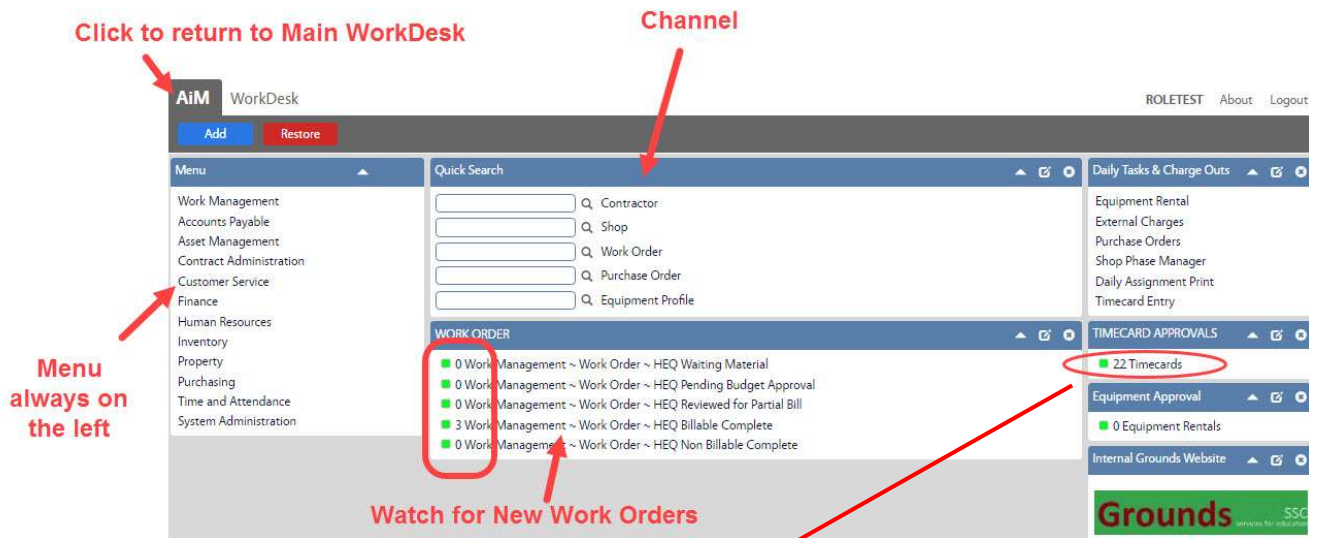 Click to return to Main WorkDesk
Channel
AiM WorkDesk
ROLETEST About Logout
Add Restore
Menu
Work Management
Accounts Payable
Asset Management
Contract Administration
Customer Service
Finance
Human Resources
Inventory
Property
Purchasing
Time and Attendance
System Administration
Menu
always on
the left
Quick Search
Contractor
Shop
Work Order
Purchase Order
Equipment Profile
WORK ORDER
0 Work Management ~ Work Order ~ HEQ Waiting Material
0 Work Management ~ Work Order ~ HEQ Pending Budget Approval
0 Work Management ~ Work Order ~ HEQ Reviewed for Partial Bill
3 Work Management ~ Work Order ~ HEQ Billable Complete
0 Work Management ~ Work Order ~ HEQ Non Billable Complete
Watch for New Work Orders
Daily Tasks & Charge Outs
Equipment Rental
External Charges
Purchase Orders
Shop Phase Manager
Daily Assignment Print
Timecard Entry
TIMECARD APPROVALS
22 Timecards
Equipment Approval
0 Equipment Rentals
Internal Grounds Website
Grounds
SSC
services for education